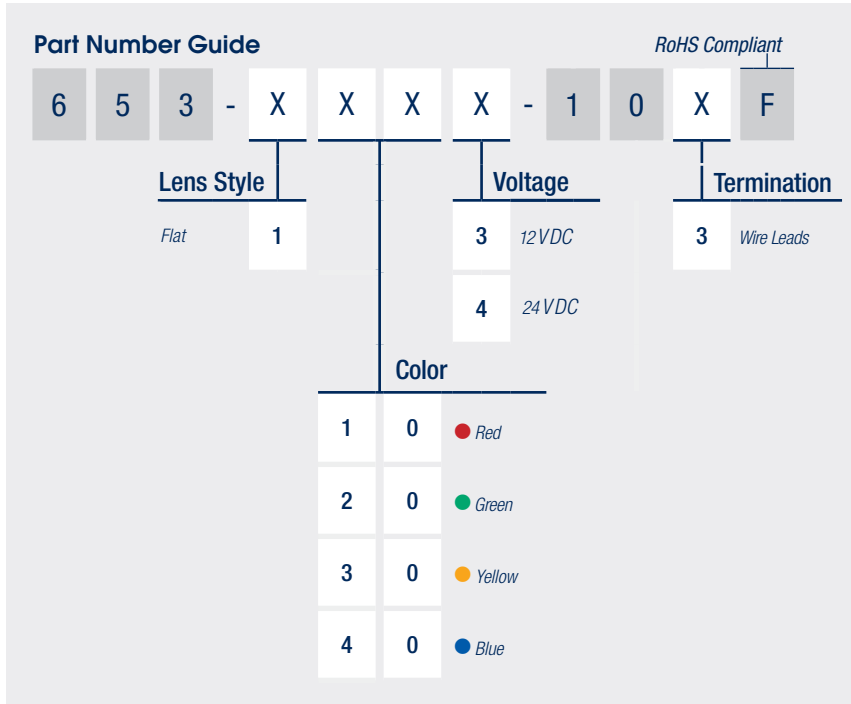 Part Number Guide
RoHS Compliant
6 5 3 - X X X X - 1 0 X F
Lens Style Voltage Termination
Flat 1 3 12VDC 3 Wire Leads
4 24VDC
Color
1 0 Red
2 0 Green
3 0 Yellow
4 0 Blue